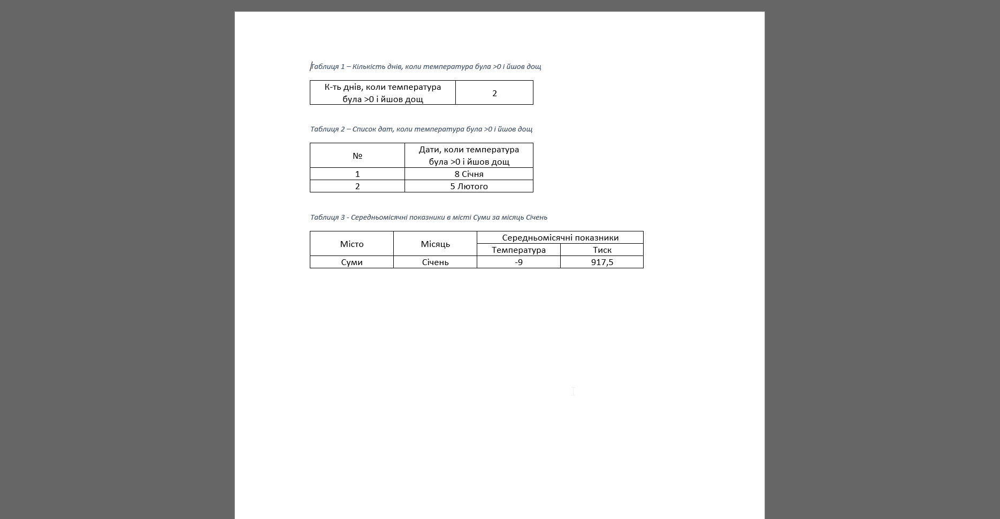 Таблиця 1 – Кількість днів, коли температура була >0 і йшов дощ
К-ть днів, коли температура
була >0 і йшов дощ
2
Таблиця 2 – Список дат, коли температура була >0 і йшов дощ
№
Дати, коли температура
була >0 і йшов дощ
1
8 Січня
2
5 Лютого
Таблиця 3 - Середньомісячні показники в місті Суми за місяць Січень
Місто
Місяць
Середньомісячні показники
Температура
Тиск
Суми
Січень
-9
917,5